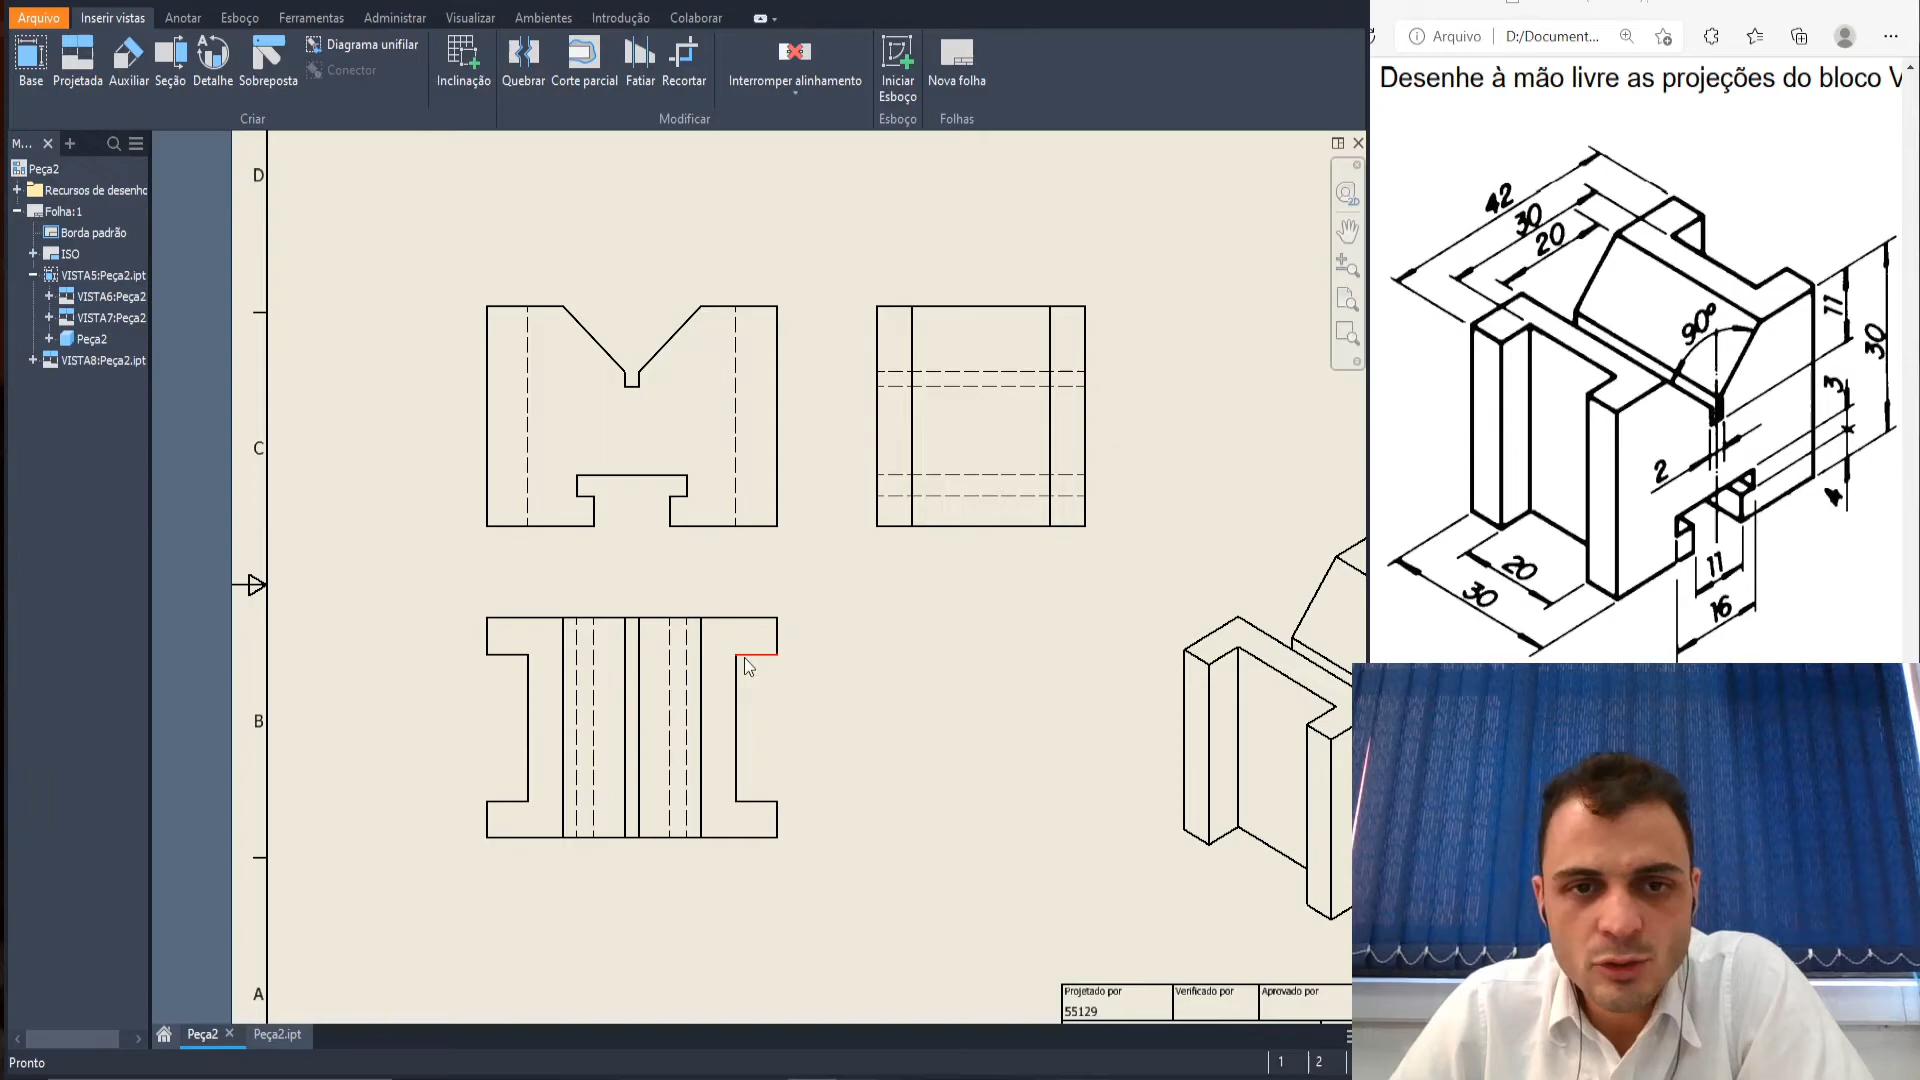 Arquivo
Inserir vistas
Anotar
Esboço
Ferramentas
Administrar
Visualizar
Ambientes
Introdução
Colaborar
Base
Projetada
Auxiliar
Seção
Detalhe
Sobreposta
Diagrama unifilar
Conector
Inclinação
Quebrar
Corte parcial
Fatiar
Recortar
Interromper alinhamento
Iniciar
Esboço
Nova folha
Criar
Modificar
Esboço
Folhas
M...
Peça2
Recursos de desenho
Folha:1
Borda padrão
ISO
VISTA5:Peça2.ipt
VISTA6:Peça2
VISTA7:Peça2
Peça2
VISTA8:Peça2.ipt
D
C
B
A
2D
Projetado por
Verificado por
Aprovado por
55129
Peça2
Peça2.ipt
Pronto
1
2
Arquivo
D:/Document...
Desenhe à mão livre as projeções do bloco V
42
30
20
90°
11
30
3
2
4
20
30
11
16